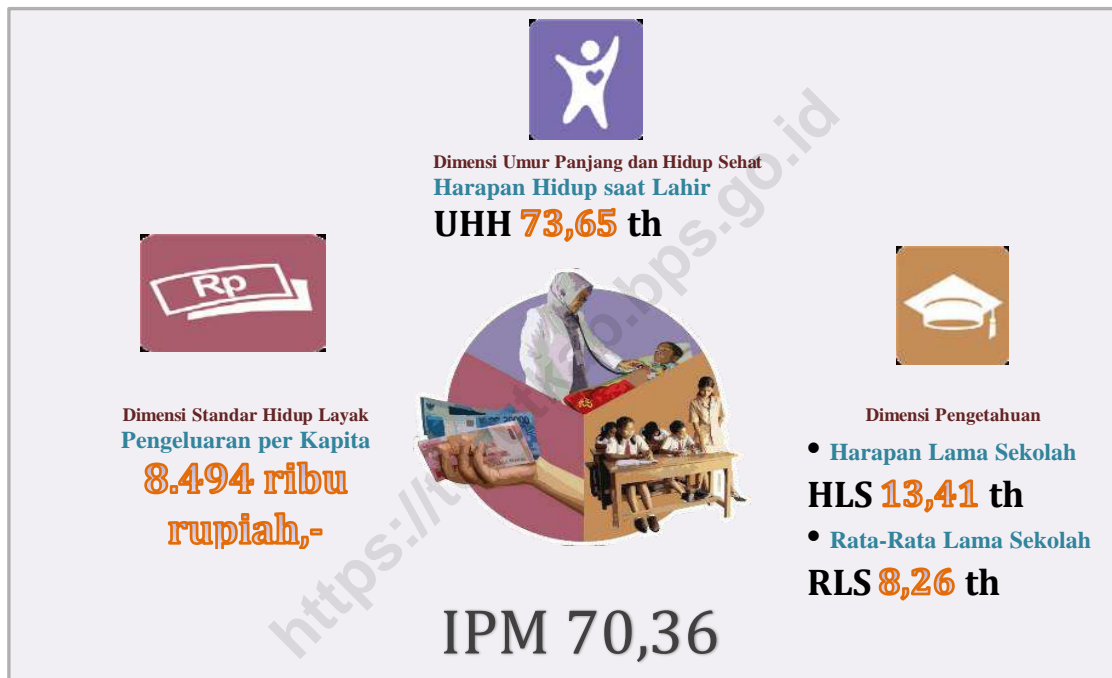 Dimensi Umur Panjang dan Hidup Sehat
Harapan Hidup saat Lahir
UHH 73,65 th
Rp
Dimensi Standar Hidup Layak
Pengeluaran per Kapita
8.494 ribu
rupiah,-
Dimensi Pengetahuan
• Harapan Lama Sekolah
HLS 13,41 th
• Rata-Rata Lama Sekolah
RLS 8,26 th
IPM 70,36